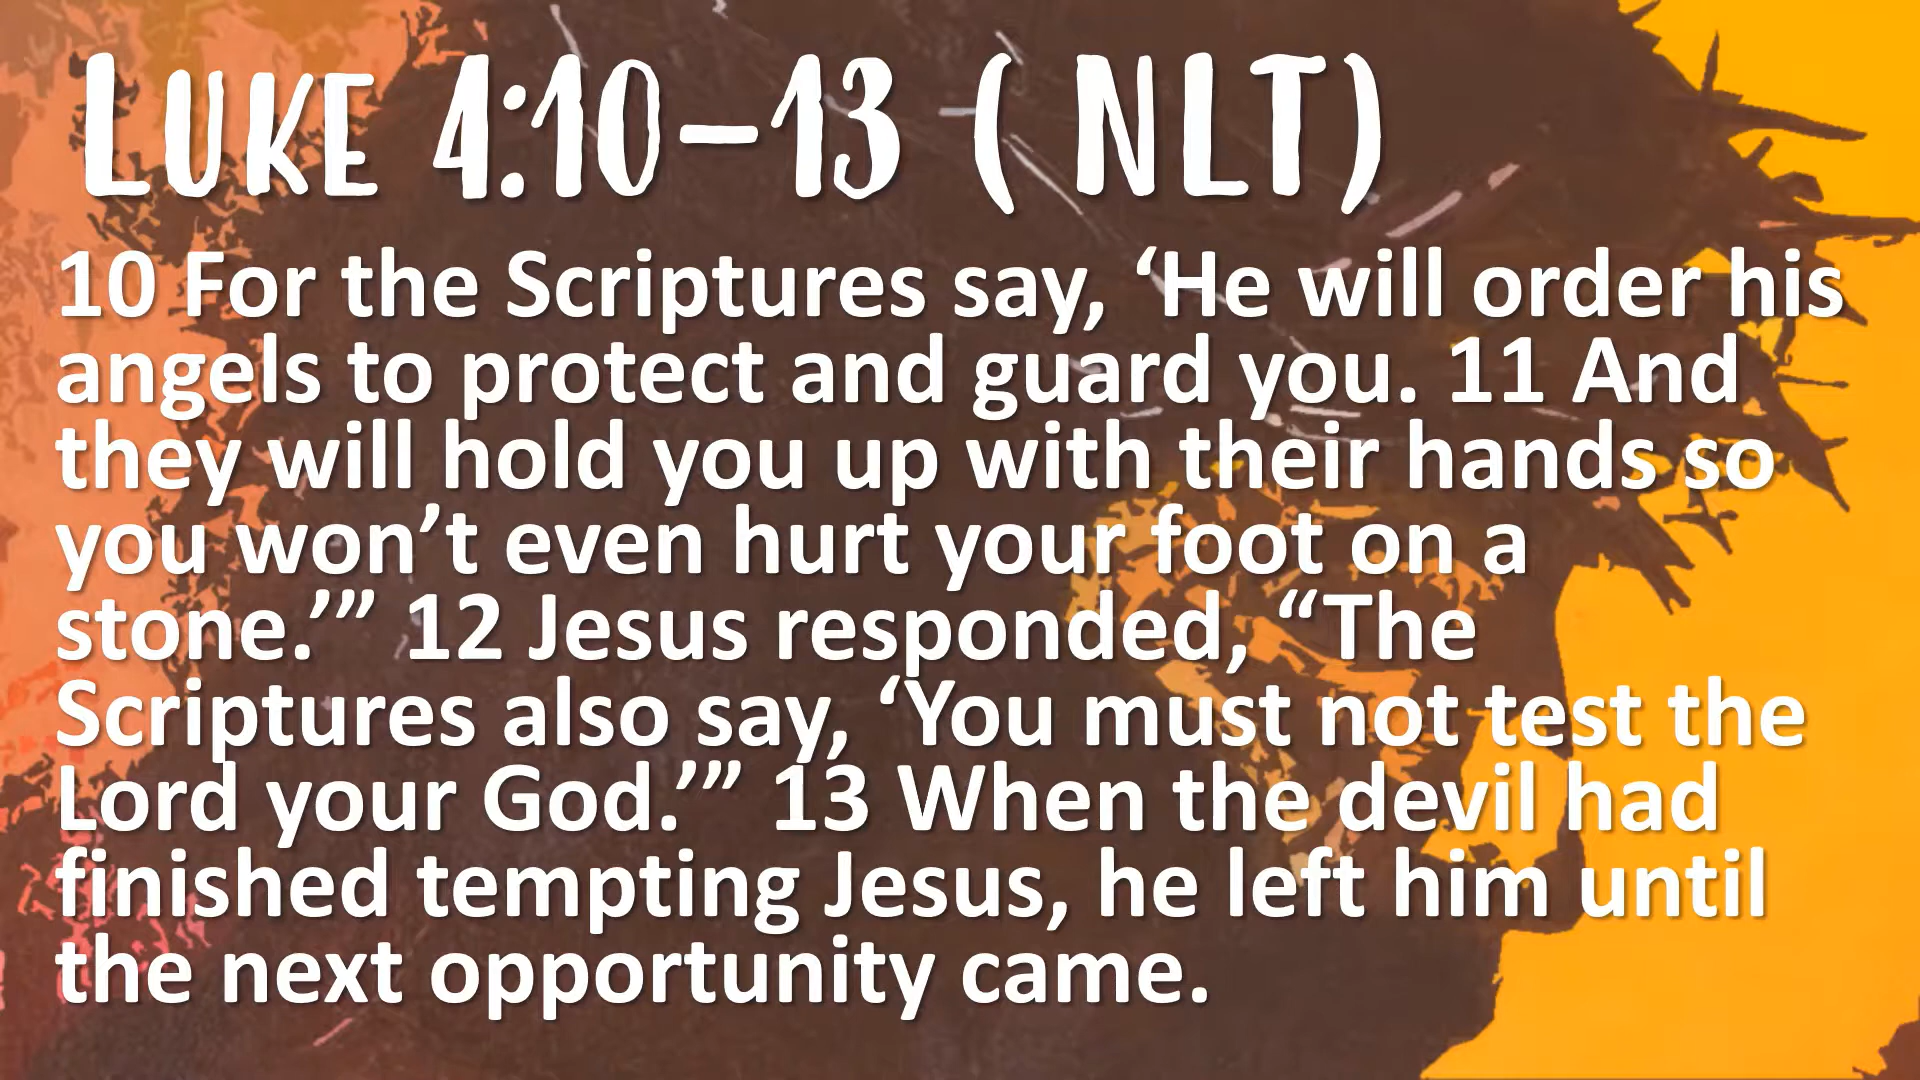 LUKE 4:10–13 ( NLT)
10 For the Scriptures say, ‘He will order his
angels to protect and guard you. 11 And
they will hold you up with their hands so
you won’t even hurt your foot on a
stone.’” 12 Jesus responded, “The
Scriptures also say, ‘You must not test the
Lord your God.’” 13 When the devil had
finished tempting Jesus, he left him until
the next opportunity came.